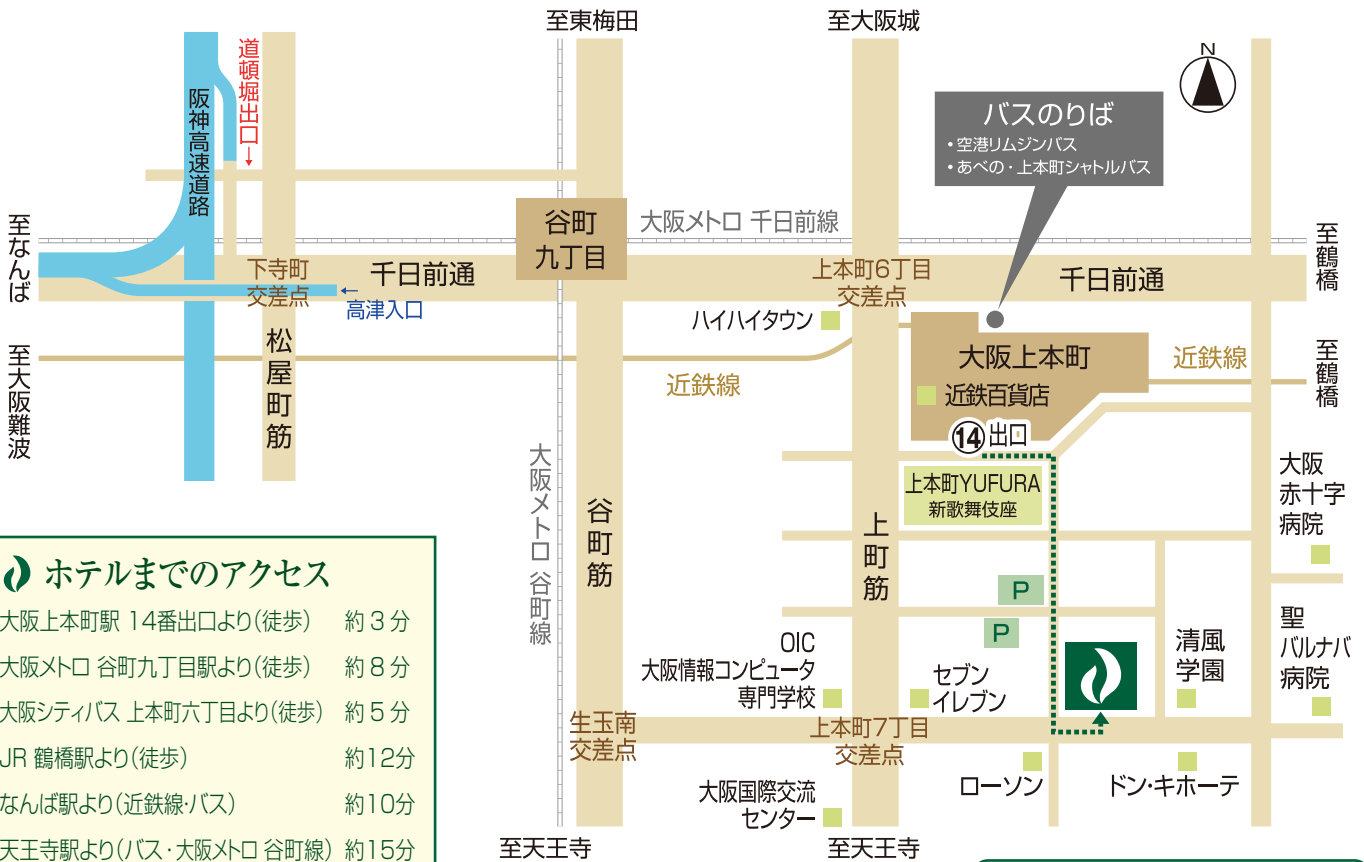 至東梅田
至大阪城
N
道頓堀出口
阪神高速道路
バスのりば
・空港リムジンバス
・あべの・上本町シャトルバス
谷町
九丁目
大阪メトロ 千日前線
至なんば
至鶴橋
下寺町
交差点
千日前通
上本町6丁目
交差点
千日前通
高津入口
ハイハイタウン
松屋町筋
至大阪難波
近鉄線
大阪上本町
近鉄線
至鶴橋
近鉄百貨店
⑭出口
大阪メトロ 谷町線
谷町筋
上町筋
上本町YUFURA
新歌舞伎座
大阪
赤十字
病院
P
P
OIC
大阪情報コンピュータ
専門学校
セブン
イレブン
清風
学園
聖
バルナバ
病院
生玉南
交差点
上本町7丁目
交差点
ローソン
ドン・キホーテ
大阪国際交流
センター
至天王寺
至天王寺
ホテルまでのアクセス
大阪上本町駅 14番出口より(徒歩) 約3分
大阪メトロ 谷町九丁目駅より(徒歩) 約8分
大阪シティバス 上本町六丁目より(徒歩) 約5分
JR 鶴橋駅より(徒歩) 約12分
なんば駅より(近鉄線・バス) 約10分
天王寺駅より(バス・大阪メトロ 谷町線) 約15分